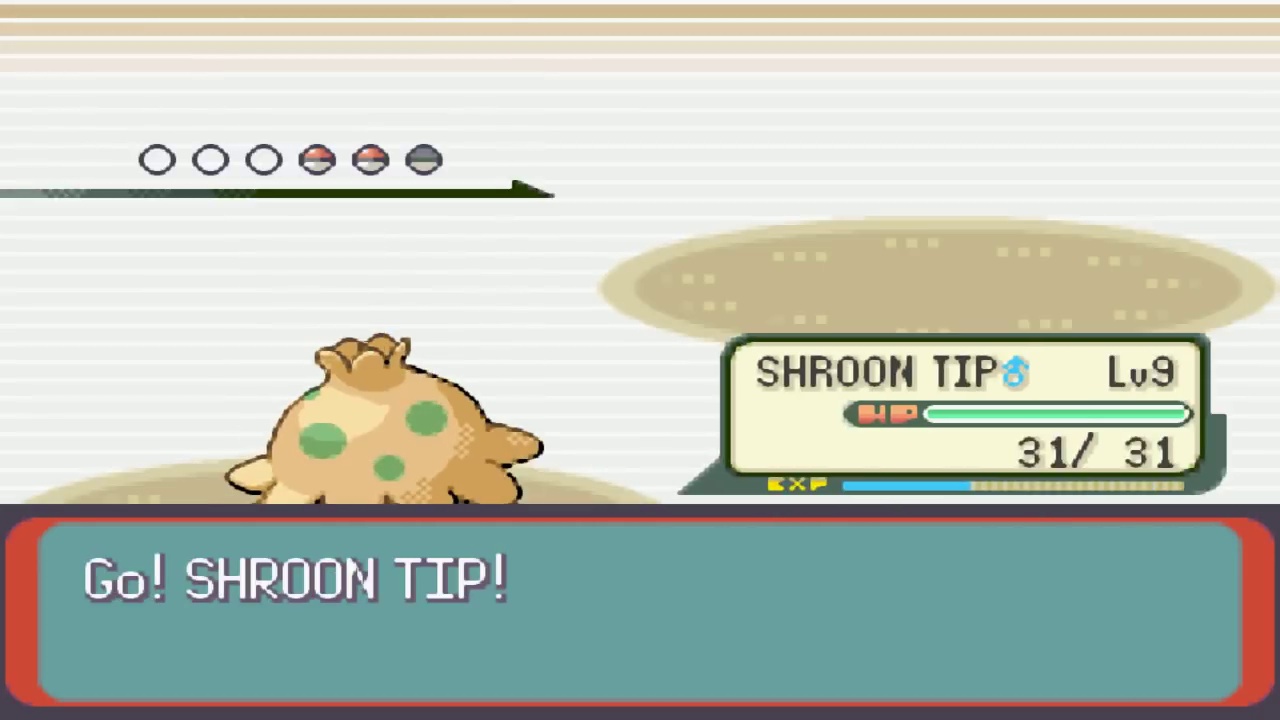 SHROON TIP♂ Lv9
HP
31/ 31
EXP
Go! SHROON TIP!